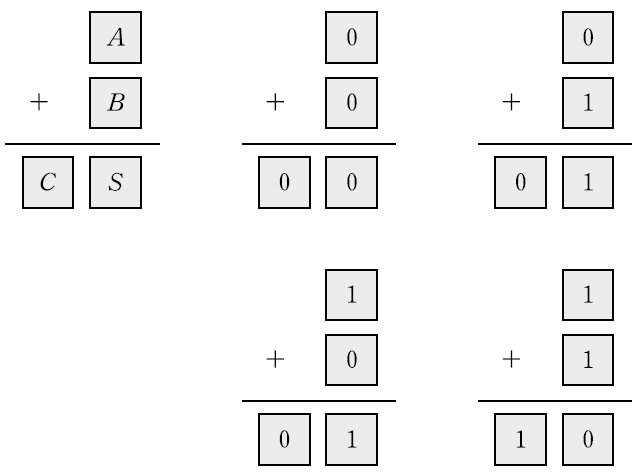 A 0 0
+ B + 0 + 1
C S 0 0 0 1
1 1
+ 0 + 1
0 1 1 0